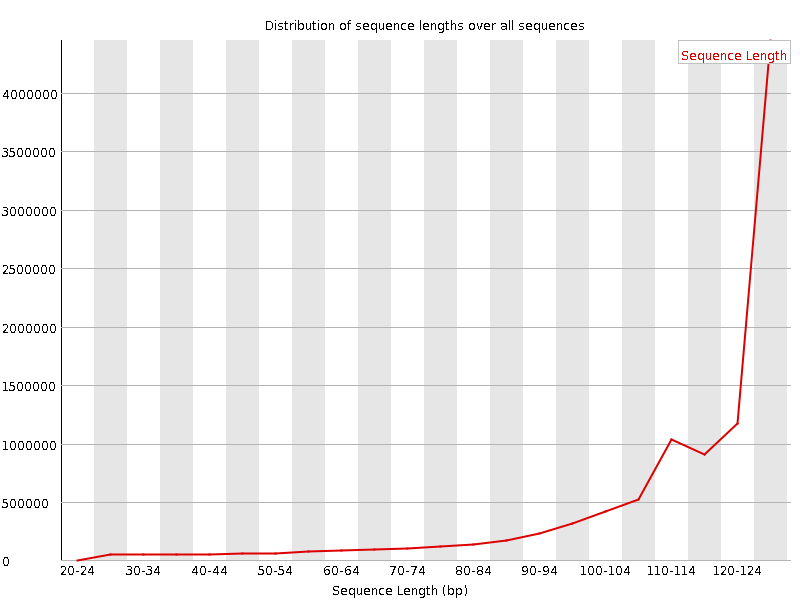 Distribution of sequence lengths over all sequences
Sequence Length
4000000
3500000
3000000
2500000
2000000
1500000
1000000
500000
0
20-24 30-34 40-44 50-54 60-64 70-74 80-84 90-94 100-104 110-114 120-124
Sequence Length (bp)